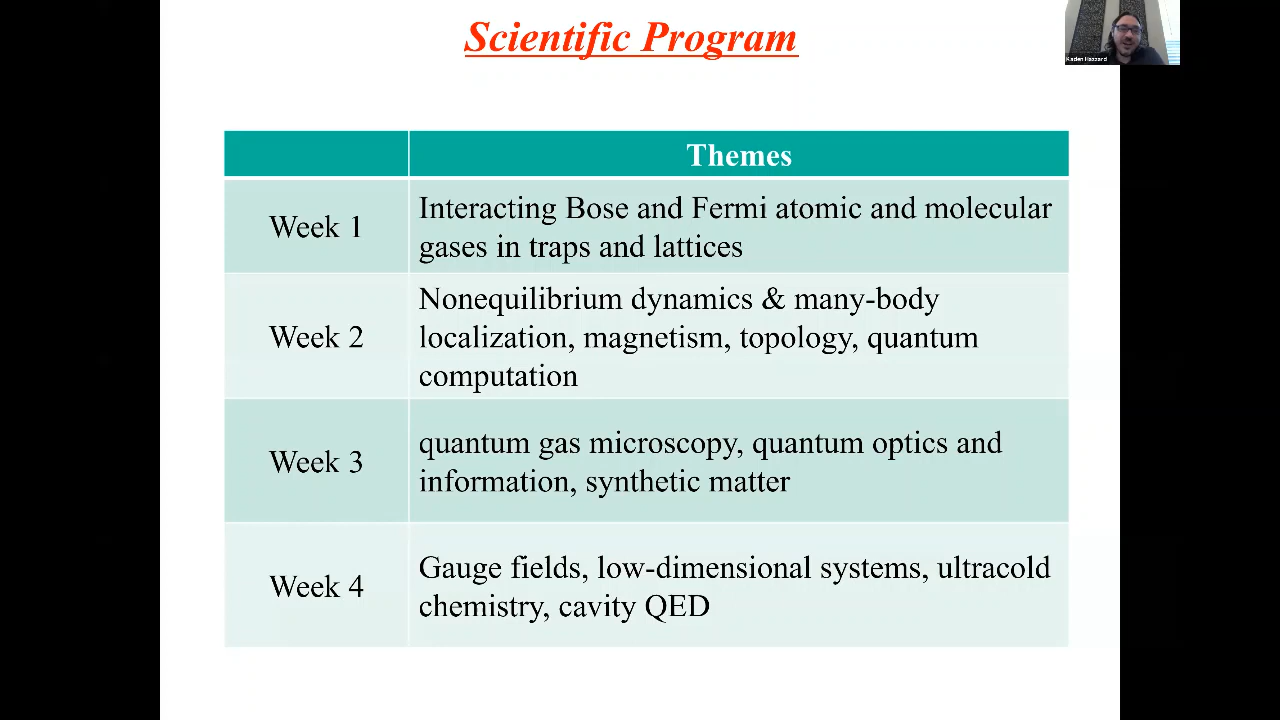 Scientific Program
Kaden Hazzard
Themes
Week 1
Interacting Bose and Fermi atomic and molecular
gases in traps and lattices
Week 2
Nonequilibrium dynamics & many-body
localization, magnetism, topology, quantum
computation
Week 3
quantum gas microscopy, quantum optics and
information, synthetic matter
Week 4
Gauge fields, low-dimensional systems, ultracold
chemistry, cavity QED